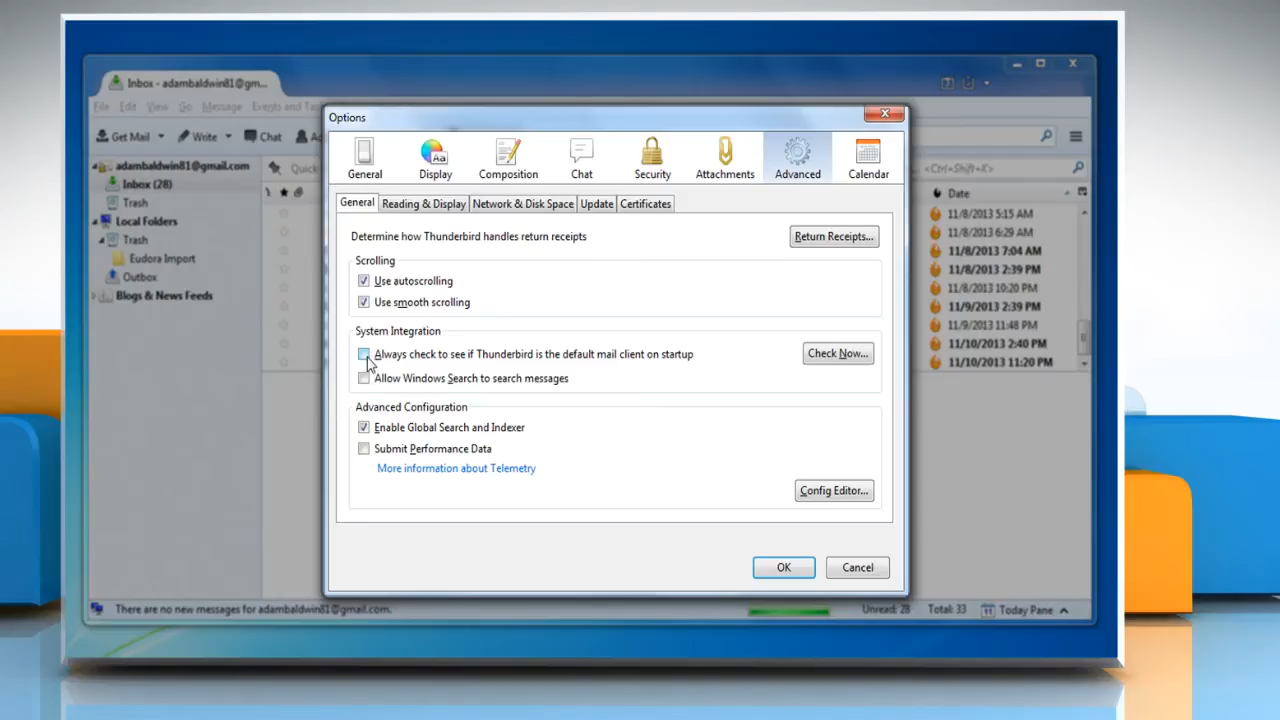 Inbox - adambaldwin81@gm...
File Edit View Go Message Events and Ta
Get Mail Write Chat Ad
adambaldwin81@gmail.com
Inbox (28)
Trash
Local Folders
Trash
Eudora Import
Outbox
Blogs & News Feeds
Quick
<Ctrl+Shift+K>
Date
11/8/2013 5:15 AM
11/8/2013 6:29 AM
11/8/2013 7:04 AM
11/8/2013 2:39 PM
11/8/2013 10:20 PM
11/9/2013 2:39 PM
11/9/2013 11:48 PM
11/10/2013 2:40 PM
11/10/2013 11:20 PM
Options
General Display Composition Chat Security Attachments Advanced Calendar
General Reading & Display Network & Disk Space Update Certificates
Determine how Thunderbird handles return receipts Return Receipts...
Scrolling
Use autoscrolling
Use smooth scrolling
System Integration
Always check to see if Thunderbird is the default mail client on startup Check Now...
Allow Windows Search to search messages
Advanced Configuration
Enable Global Search and Indexer
Submit Performance Data
More information about Telemetry
Config Editor...
OK Cancel
There are no new messages for adambaldwin81@gmail.com. Unread: 28 Total: 33 11 Today Pane